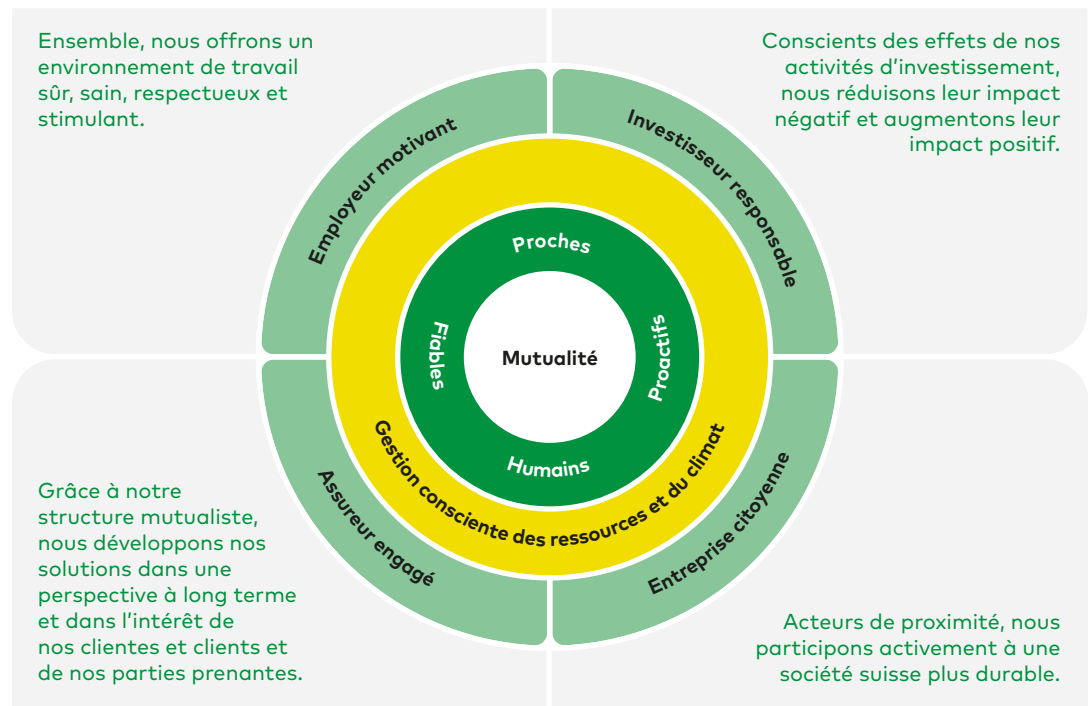 Ensemble, nous offrons un
environnement de travail
sûr, sain, respectueux et
stimulant.
Conscients des effets de nos
activités d’investissement,
nous réduisons leur impact
négatif et augmentons leur
impact positif.
Employeur motivant
Investisseur responsable
Proches
Fiables
Mutualité
Proactifs
Humains
Gestion consciente des ressources et du climat
Assureur engagé
Entreprise citoyenne
Grâce à notre
structure mutualiste,
nous développons nos
solutions dans une
perspective à long terme
et dans l’intérêt de
nos clientes et clients et
de nos parties prenantes.
Acteurs de proximité, nous
participons activement à une
société suisse plus durable.